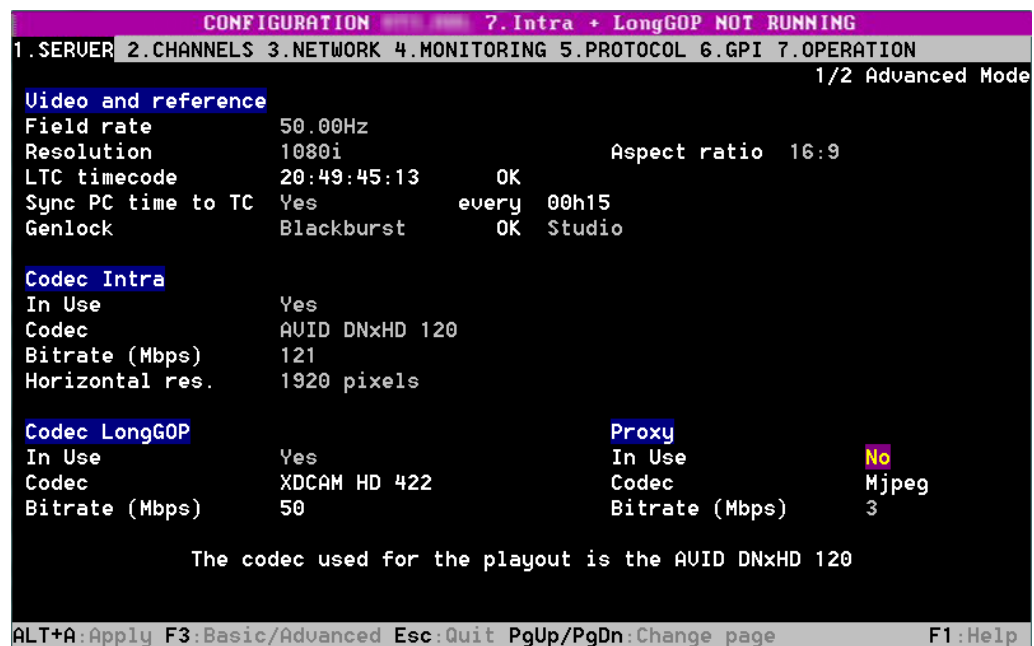 CONFIGURATION 7.Intra + LongGOP NOT RUNNING
1.SERVER 2.CHANNELS 3.NETWORK 4.MONITORING 5.PROTOCOL 6.GPI 7.OPERATION
1/2 Advanced Mode
Video and reference
Field rate 50.00Hz
Resolution 1080i Aspect ratio 16:9
LTC timecode 20:49:45:13 OK
Sync PC time to TC Yes every 00h15
Genlock Blackburst OK Studio
Codec Intra
In Use Yes
Codec AVID DNxHD 120
Bitrate (Mbps) 121
Horizontal res. 1920 pixels
Codec LongGOP Proxy
In Use Yes In Use No
Codec XDCAM HD 422 Codec Mjpeg
Bitrate (Mbps) 50 Bitrate (Mbps) 3
The codec used for the playout is the AVID DNxHD 120
ALT+A:Apply F3:Basic/Advanced Esc:Quit PgUp/PgDn:Change page F1:Help